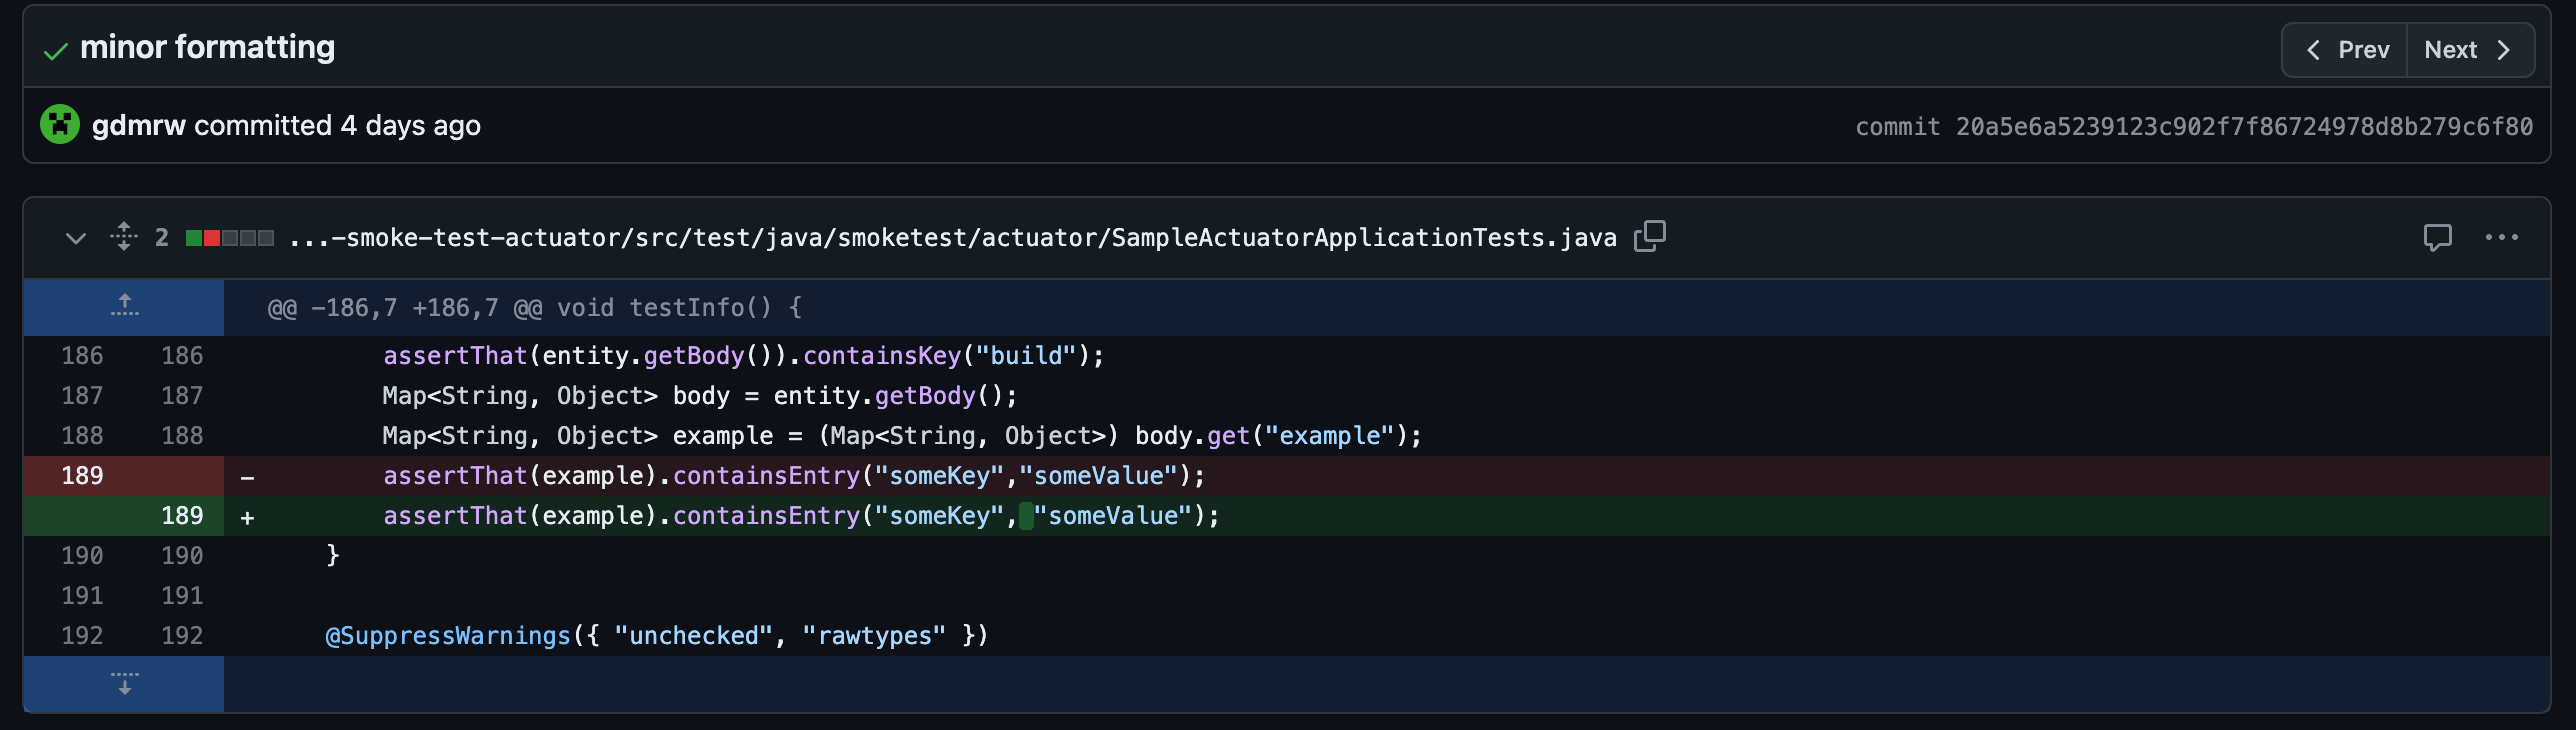 minor formatting
Prev Next
gdmrw committed 4 days ago
commit 20a5e6a5239123c902f7f86724978d8b279c6f80
2 ...-smoke-test-actuator/src/test/java/smoketest/actuator/SampleActuatorApplicationTests.java
@@ -186,7 +186,7 @@ void testInfo() {
186 186 assertThat(entity.getBody()).containsKey("build");
187 187 Map<String, Object> body = entity.getBody();
188 188 Map<String, Object> example = (Map<String, Object>) body.get("example");
189 - assertThat(example).containsEntry("someKey","someValue");
189 + assertThat(example).containsEntry("someKey", "someValue");
190 190 }
191 191
192 192 @SuppressWarnings({ "unchecked", "rawtypes" })